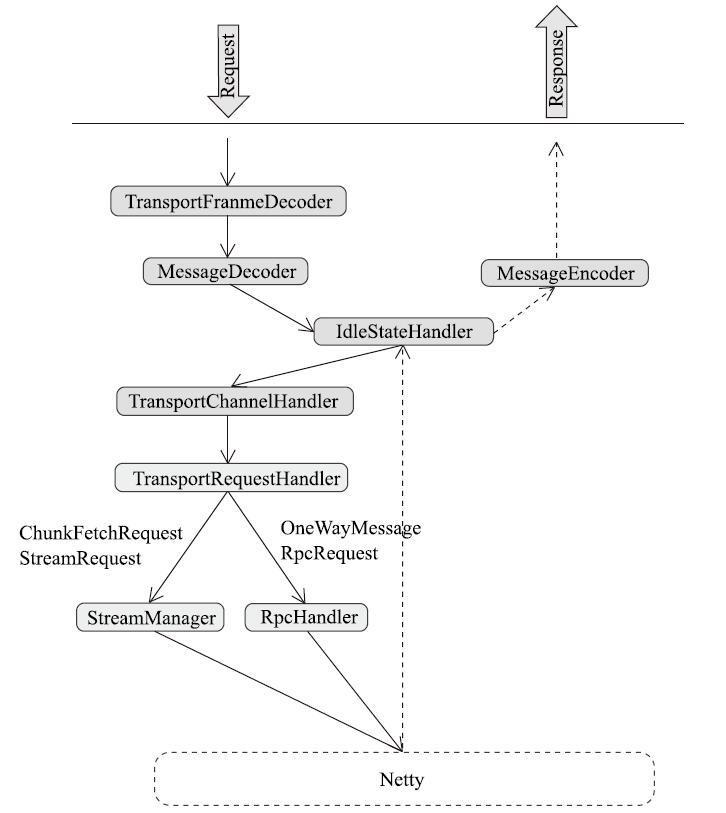 Request
Response
TransportFranmeDecoder
MessageDecoder
MessageEncoder
IdleStateHandler
TransportChannelHandler
TransportRequestHandler
ChunkFetchRequest
StreamRequest
OneWayMessage
RpcRequest
StreamManager
RpcHandler
Netty